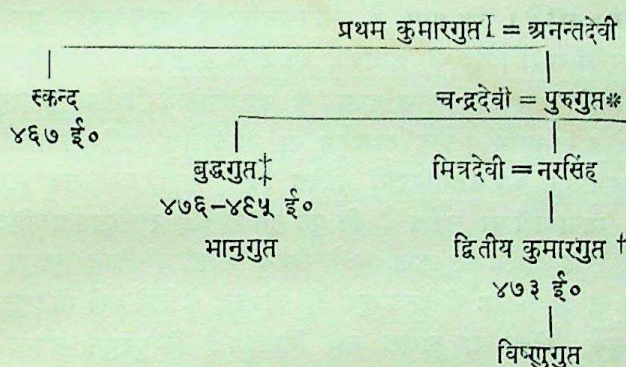 प्रथम कुमारगुप्त I = अनन्तदेवी
स्कन्द
४६७ ई०
चन्द्रदेवी = पुरुगुप्त*
बुद्धगुप्त‡
४७६–४९५ ई०
भानुगुप्त
मित्रदेवी = नरसिंह
द्वितीय कुमारगुप्त †
४७३ ई०
विष्णुगुप्त